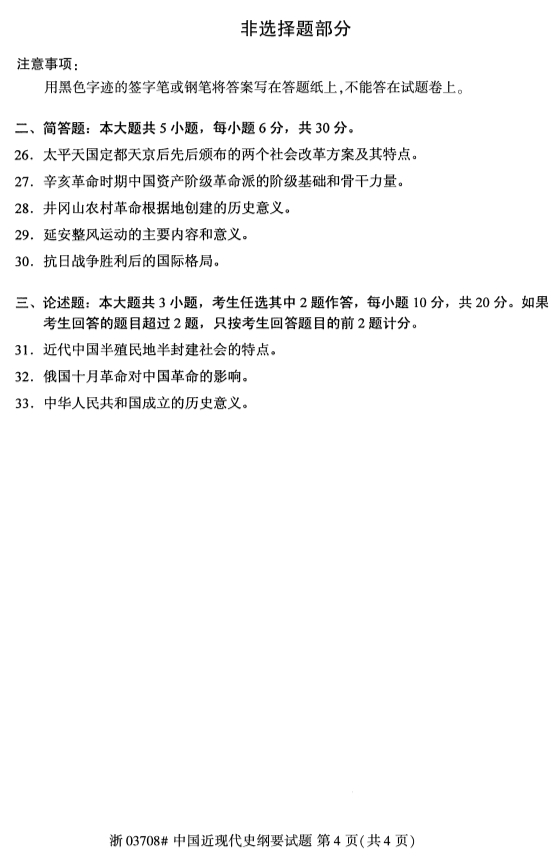 非选择题部分
注意事项：
用黑色字迹的签字笔或钢笔将答案写在答题纸上,不能答在试题卷上。
二、简答题：本大题共 5 小题，每小题 6 分，共 30 分。
26．太平天国定都天京后先后颁布的两个社会改革方案及其特点。
27．辛亥革命时期中国资产阶级革命派的阶级基础和骨干力量。
28．井冈山农村革命根据地创建的历史意义。
29．延安整风运动的主要内容和意义。
30．抗日战争胜利后的国际格局。
三、论述题：本大题共 3 小题，考生任选其中 2 题作答，每小题 10 分，共 20 分。如果
考生回答的题目超过 2 题，只按考生回答题目的前 2 题计分。
31．近代中国半殖民地半封建社会的特点。
32．俄国十月革命对中国革命的影响。
33．中华人民共和国成立的历史意义。
浙 03708# 中国近现代史纲要试题 第 4 页(共 4 页)